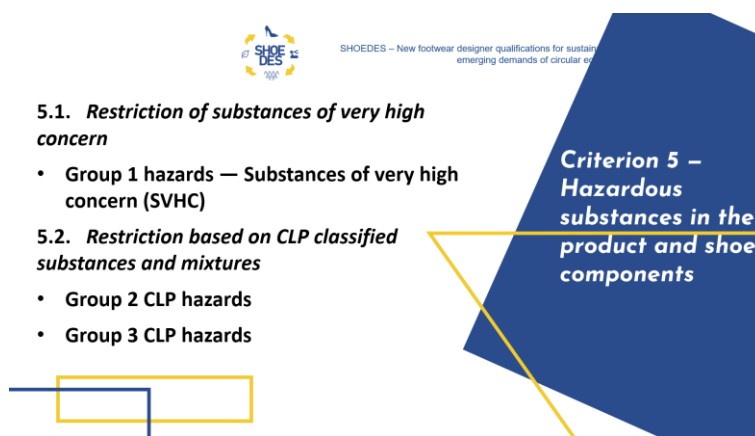 SHOE
DES
SHOEDES – New footwear designer qualifications for
emerging demands of circular
5.1. Restriction of substances of very high
concern
• Group 1 hazards — Substances of very high
concern (SVHC)
5.2. Restriction based on CLP classified
substances and mixtures
• Group 2 CLP hazards
• Group 3 CLP hazards
Criterion 5 –
Hazardous
substances in the
product and shoe
components